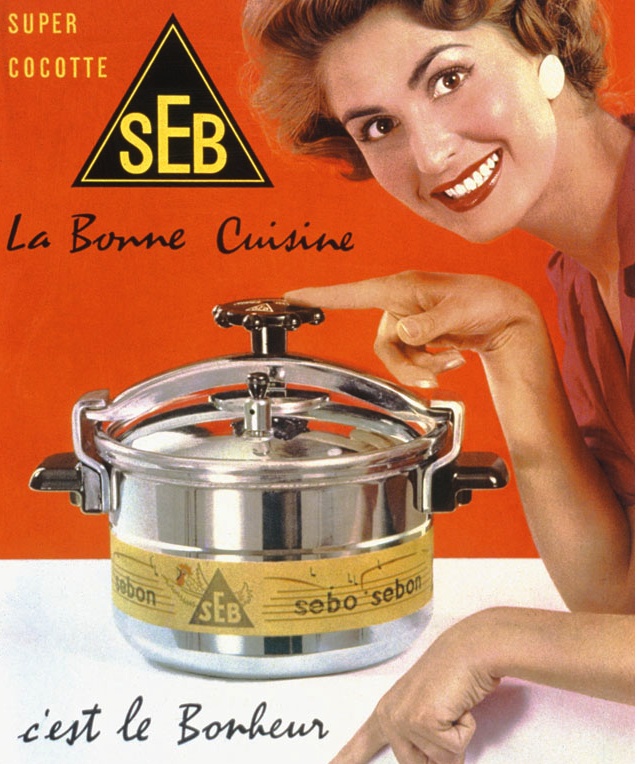 SUPER
COCOTTE
SEB
La Bonne Cuisine
sebon SEB sebo sebon
c'est le Bonheur